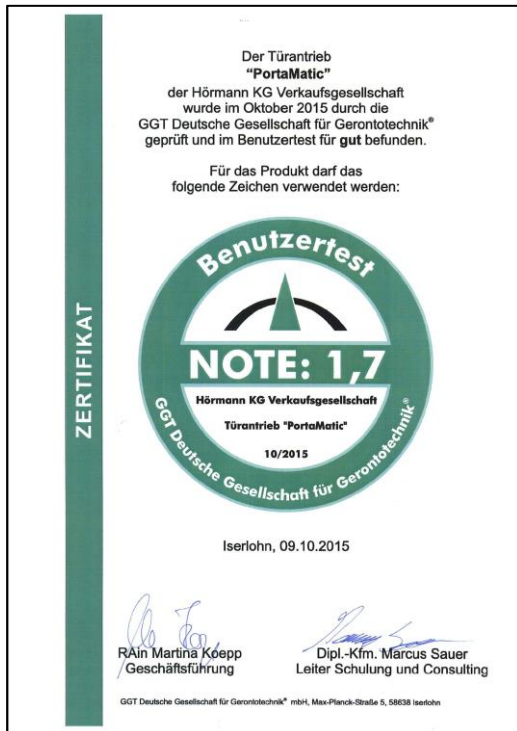 ZERTIFIKAT
Der Türantrieb
"PortaMatic"
der Hörmann KG Verkaufsgesellschaft
wurde im Oktober 2015 durch die
GGT Deutsche Gesellschaft für Gerontotechnik®
geprüft und im Benutzertest für gut befunden.
Für das Produkt darf das
folgende Zeichen verwendet werden:
Benutzertest
NOTE: 1,7
Hörmann KG Verkaufsgesellschaft
Türantrieb "PortaMatic"
10/2015
GGT Deutsche Gesellschaft für Gerontotechnik®
Iserlohn, 09.10.2015
RAin Martina Koepp
Geschäftsführung
Dipl.-Kfm. Marcus Sauer
Leiter Schulung und Consulting
GGT Deutsche Gesellschaft für Gerontotechnik® mbH, Max-Planck-Straße 5, 58638 Iserlohn